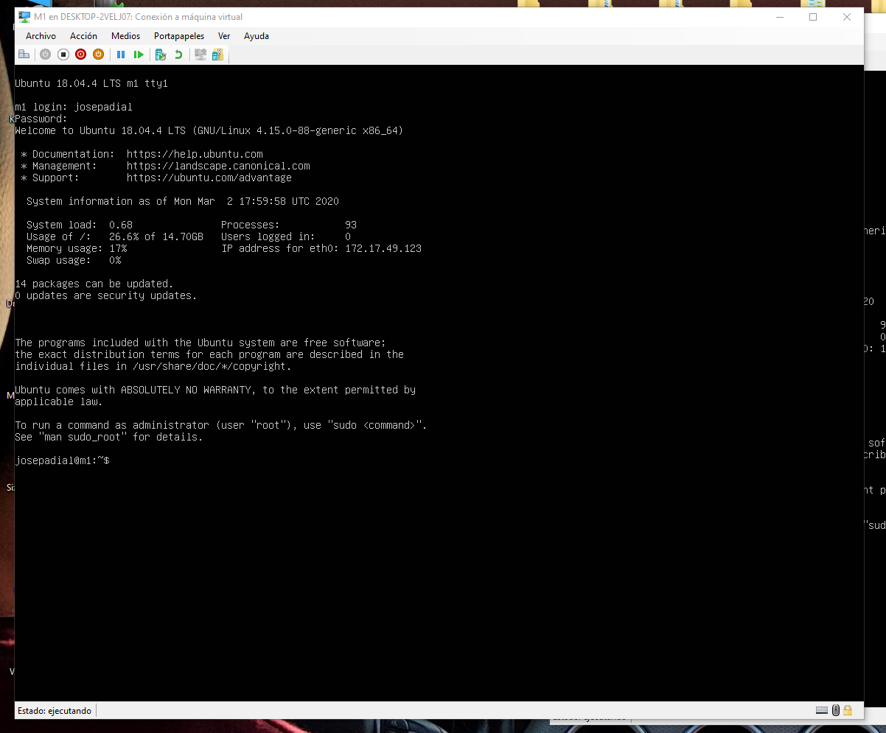 M1 en DESKTOP-2VELJ07: Conexión a máquina virtual
Archivo Acción Medios Portapapeles Ver Ayuda
Ubuntu 18.04.4 LTS m1 tty1
m1 login: josepadial
Password:
Welcome to Ubuntu 18.04.4 LTS (GNU/Linux 4.15.0-88-generic x86_64)
* Documentation: https://help.ubuntu.com
* Management: https://landscape.canonical.com
* Support: https://ubuntu.com/advantage
System information as of Mon Mar 2 17:59:58 UTC 2020
System load: 0.68 Processes: 93
Usage of /: 26.6% of 14.70GB Users logged in: 0
Memory usage: 17% IP address for eth0: 172.17.49.123
Swap usage: 0%
14 packages can be updated.
0 updates are security updates.
The programs included with the Ubuntu system are free software;
the exact distribution terms for each program are described in the
individual files in /usr/share/doc/*/copyright.
Ubuntu comes with ABSOLUTELY NO WARRANTY, to the extent permitted by
applicable law.
To run a command as administrator (user "root"), use "sudo <command>".
See "man sudo_root" for details.
josepadial@m1:~$
Estado: ejecutando